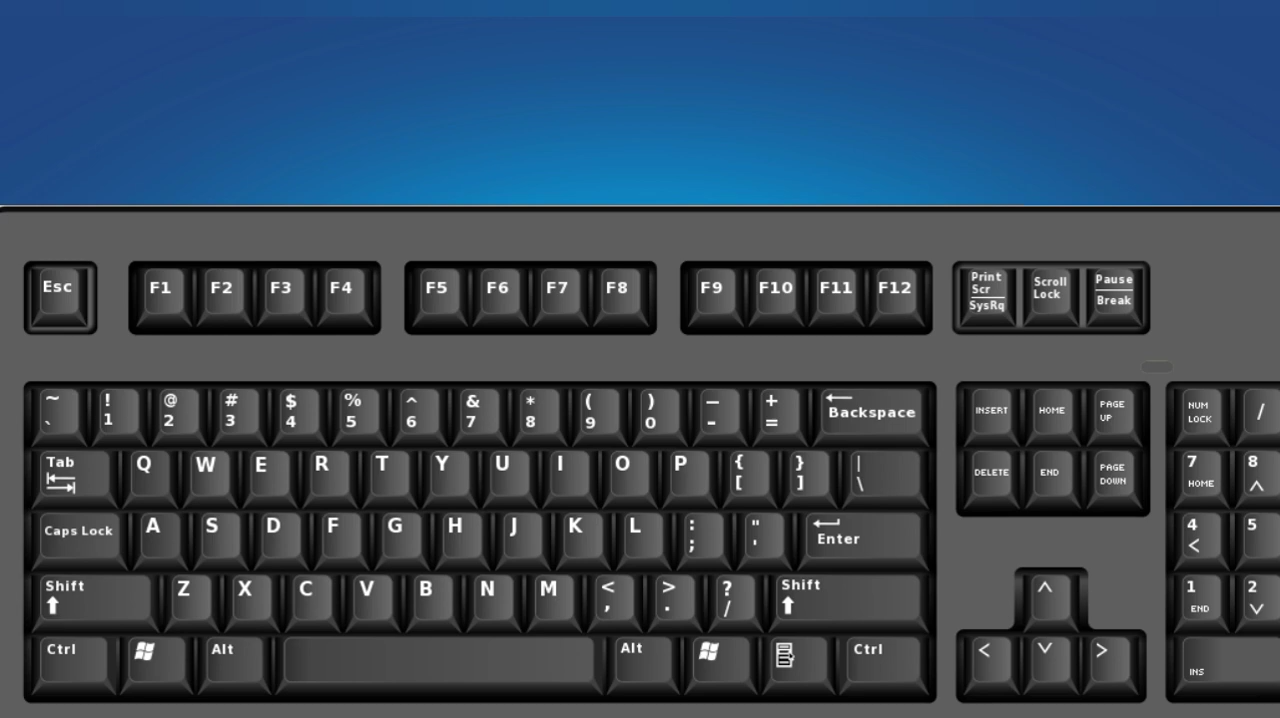 Esc F1 F2 F3 F4 F5 F6 F7 F8 F9 F10 F11 F12 Print Scr SysRq Scroll Lock Pause Break
~ ` ! 1 @ 2 # 3 $ 4 % 5 ^ 6 & 7 * 8 ( 9 ) 0 — - + = Backspace INSERT HOME PAGE UP NUM LOCK /
Tab Q W E R T Y U I O P { [ } ] | \ DELETE END PAGE DOWN 7 HOME 8
Caps Lock A S D F G H J K L : ; " ' Enter 4 < 5
Shift Z X C V B N M < , > . ? / Shift 1 END 2
Ctrl Alt Alt Ctrl < > INS